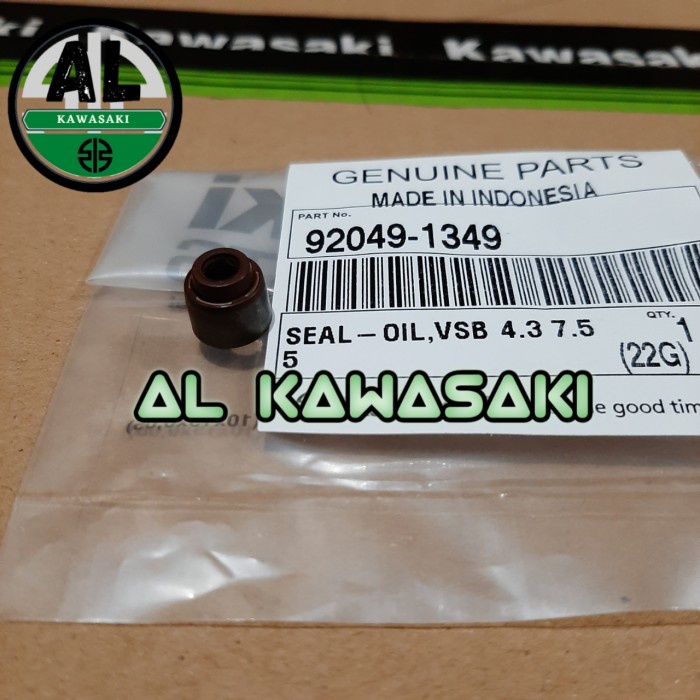 Kawasaki Kawasaki
AL
KAWASAKI
GENUINE PARTS
MADE IN INDONESIA
PART No.
92049-1349
SEAL-OIL,VSB 4.3 7.5
5
QTY. 1
(22G)
AL KAWASAKI
e good tim